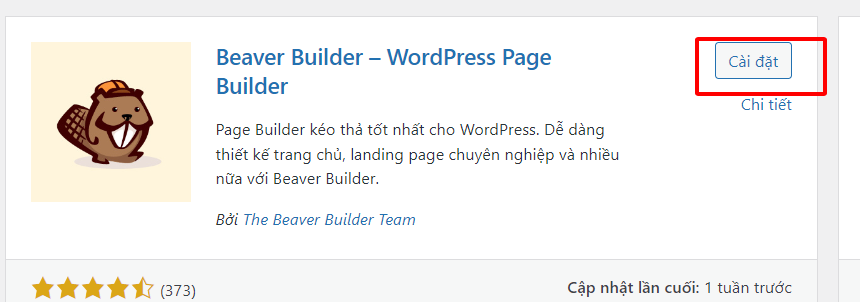 Beaver Builder – WordPress Page
Builder
Cài đặt
Chi tiết
Page Builder kéo thả tốt nhất cho WordPress. Dễ dàng
thiết kế trang chủ, landing page chuyên nghiệp và nhiều
nữa với Beaver Builder.
Bởi The Beaver Builder Team
(373)
Cập nhật lần cuối: 1 tuần trước